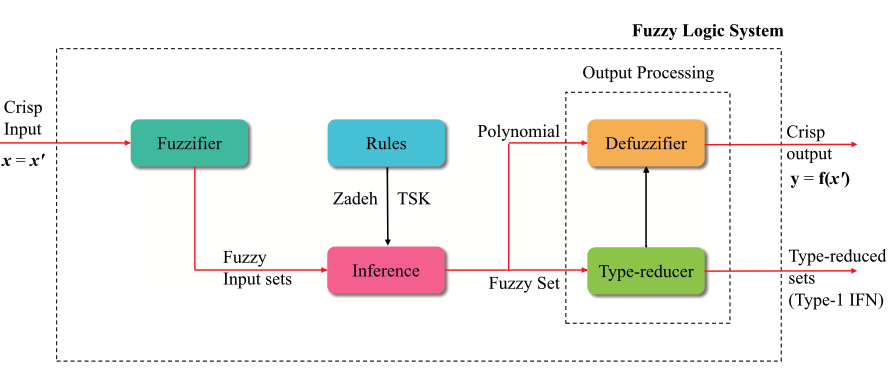 Fuzzy Logic System
Output Processing
Crisp
Input
x = x′
Fuzzifier
Rules
Polynomial
Defuzzifier
Crisp
output
y = f(x′)
Zadeh
TSK
Fuzzy
Input sets
Inference
Fuzzy Set
Type-reducer
Type-reduced
sets
(Type-1 IFN)